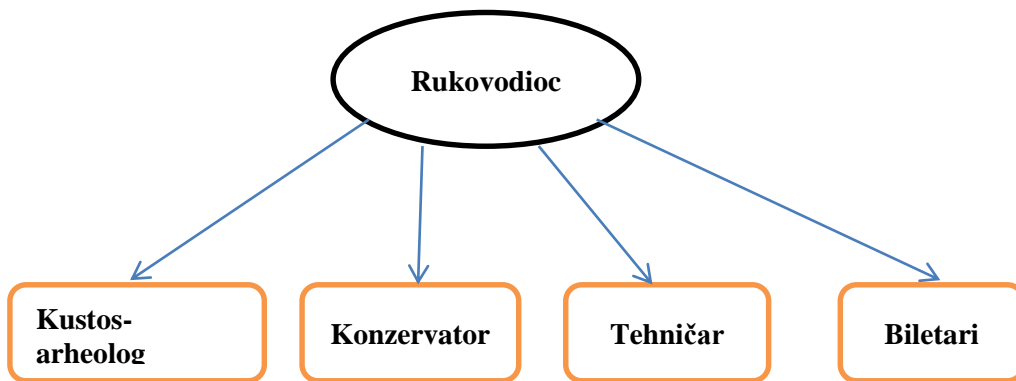 Rukovodioc
Kustos-
arheolog
Konzervator
Tehničar
Biletari